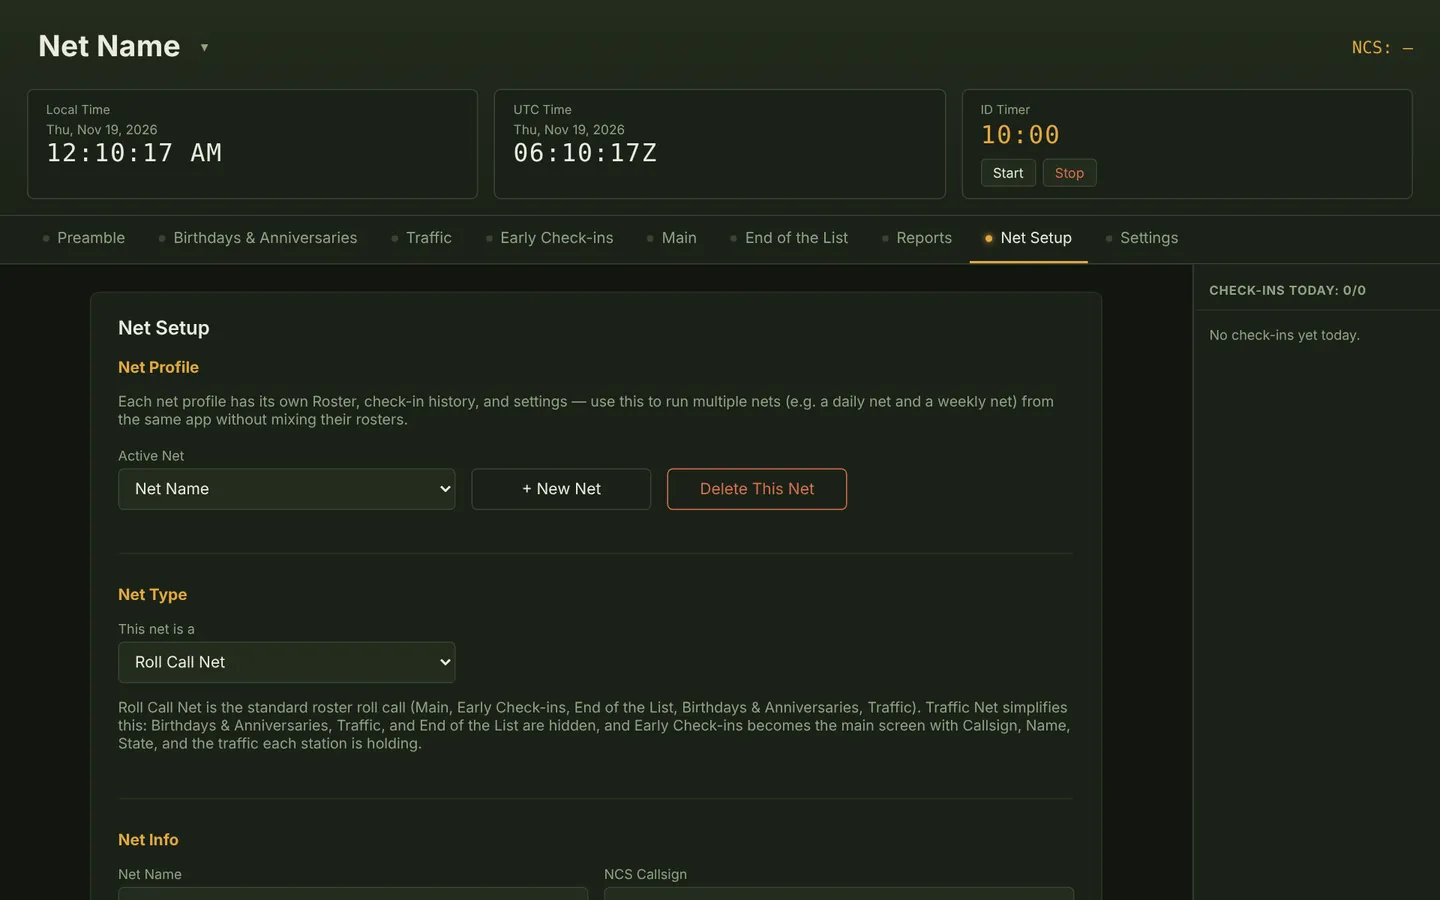 Net Name ▼
NCS: –
Local Time
Thu, Nov 19, 2026
12:10:17 AM
UTC Time
Thu, Nov 19, 2026
06:10:17Z
ID Timer
10:00
Start
Stop
Preamble
Birthdays & Anniversaries
Traffic
Early Check-ins
Main
End of the List
Reports
Net Setup
Settings
Net Setup
Net Profile
Each net profile has its own Roster, check-in history, and settings — use this to run multiple nets (e.g. a daily net and a weekly net) from
the same app without mixing their rosters.
Active Net
Net Name
+ New Net
Delete This Net
Net Type
This net is a
Roll Call Net
Roll Call Net is the standard roster roll call (Main, Early Check-ins, End of the List, Birthdays & Anniversaries, Traffic). Traffic Net simplifies
this: Birthdays & Anniversaries, Traffic, and End of the List are hidden, and Early Check-ins becomes the main screen with Callsign, Name,
State, and the traffic each station is holding.
Net Info
Net Name
NCS Callsign
CHECK-INS TODAY: 0/0
No check-ins yet today.